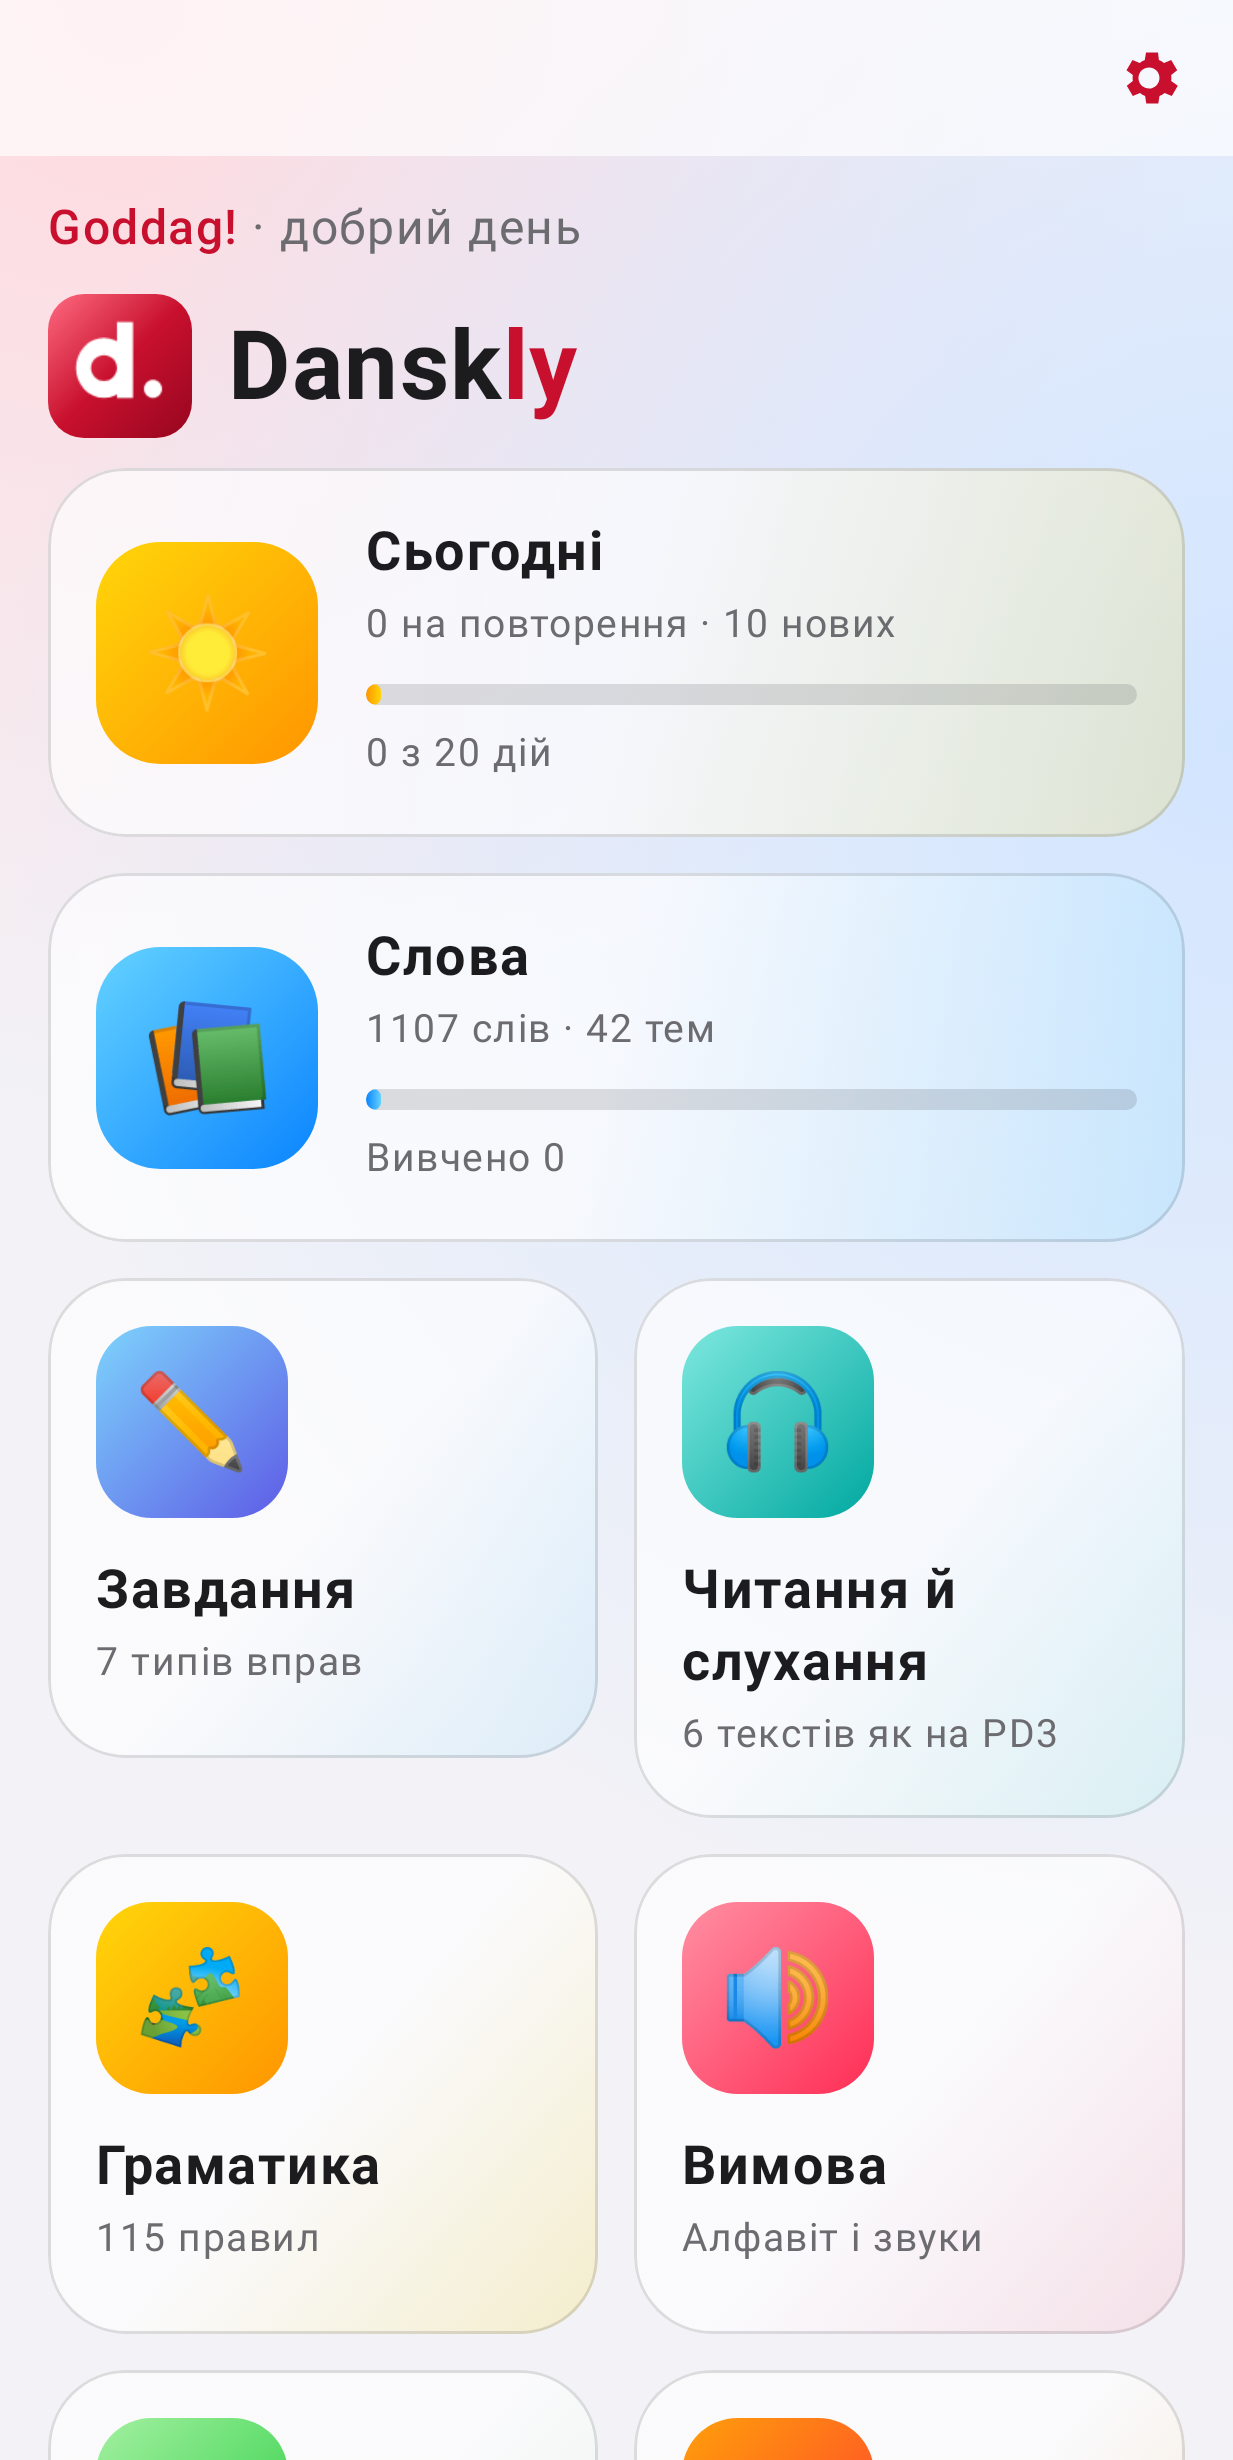 Goddag! · добрий день
d. Danskly
Сьогодні
0 на повторення · 10 нових
0 з 20 дій
Слова
1107 слів · 42 тем
Вивчено 0
Завдання
7 типів вправ
Читання й
слухання
6 текстів як на PD3
Граматика
115 правил
Вимова
Алфавіт і звуки